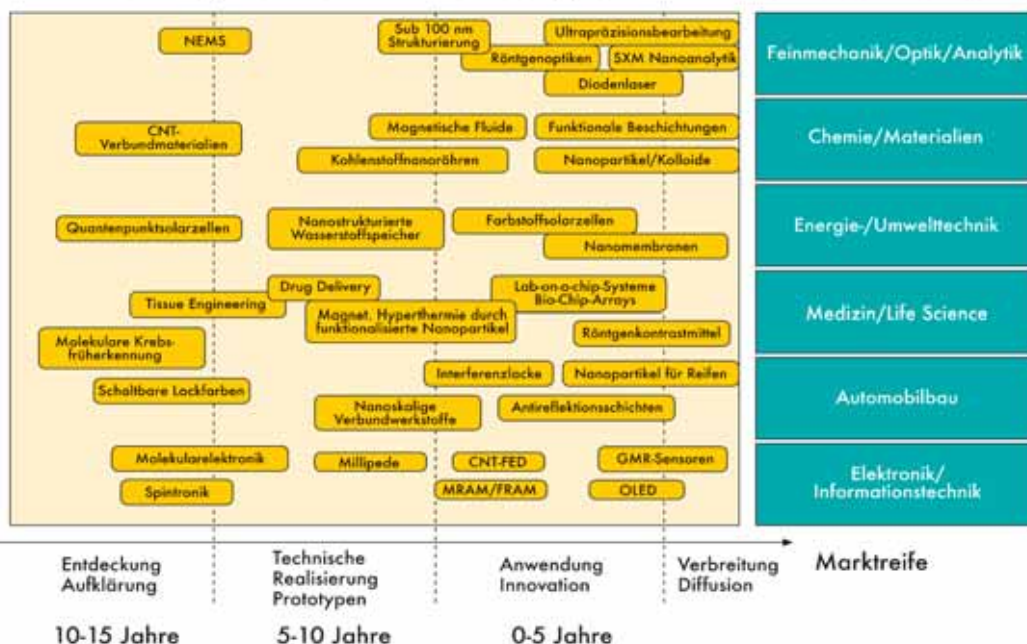 NEMS
Sub 100 nm
Strukturierung
Ultrapräzisionsbearbeitung
Röntgenoptiken
SXM Nanoanalytik
Diodenlaser
Feinmechanik/Optik/Analytik
CNT-
Verbundmaterialien
Magnetische Fluide
Funktionale Beschichtungen
Kohlenstoffnanoröhren
Nanopartikel/Kolloide
Chemie/Materialien
Quantenpunktsolarzellen
Nanostrukturierte
Wasserstoffspeicher
Farbstoffsolarzellen
Nanomembranen
Energie-/Umwelttechnik
Tissue Engineering
Drug Delivery
Magnet. Hyperthermie durch
funktionalisierte Nanopartikel
Lab-on-a-chip-Systeme
Bio-Chip-Arrays
Röntgenkontrastmittel
Molekulare Krebs-
früherkennung
Medizin/Life Science
Schaltbare Lackfarben
Interferenzlacke
Nanopartikel für Reifen
Nanoskalige
Verbundwerkstoffe
Antireflektionsschichten
Automobilbau
Molekularelektronik
Millipede
CNT-FED
GMR-Sensoren
Spintronik
MRAM/FRAM
OLED
Elektronik/
Informationstechnik
Entdeckung
Aufklärung
Technische
Realisierung
Prototypen
Anwendung
Innovation
Verbreitung
Diffusion
Marktreife
10-15 Jahre
5-10 Jahre
0-5 Jahre